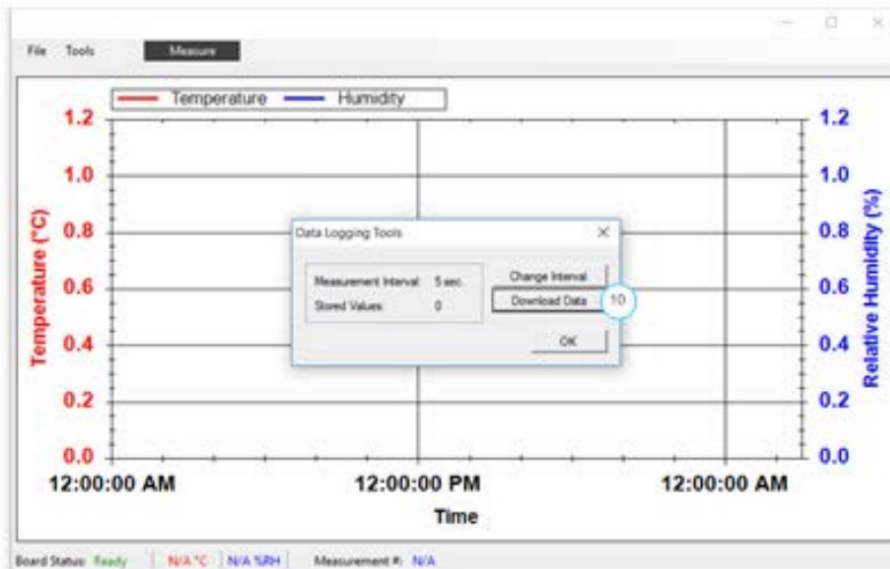 File Tools Measure
Temperature Humidity
1.2 1.2
1.0 1.0
Data Logging Tools
0.8 0.8
Measurement Interval: 5 sec. Change Interval
0.6 Stored Values: 0 Download Data 10 0.6
OK
0.4 0.4
0.2 0.2
0.0 0.0
Temperature (°C)
Relative Humidity (%)
12:00:00 AM 12:00:00 PM 12:00:00 AM
Time
Board Status: Ready N/A °C N/A %RH Measurement #: N/A